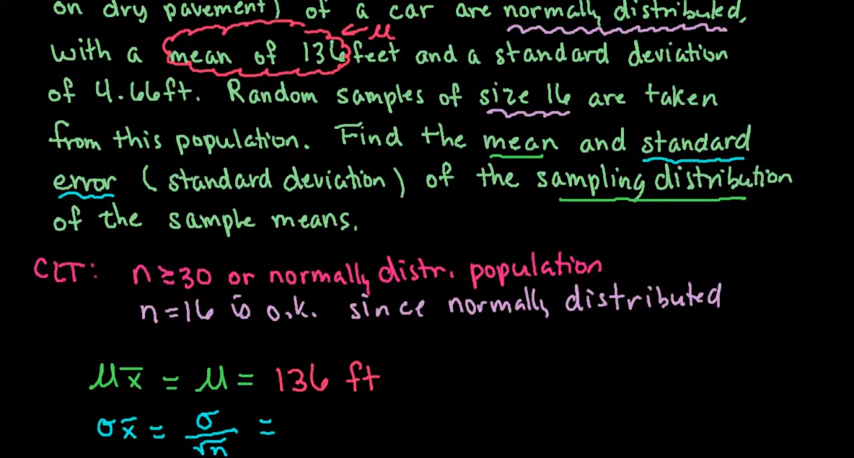 on dry pavement) of a car are normally distributed,
with a mean of 136 feet and a standard deviation
μ
of 4.66ft. Random samples of size 16 are taken
from this population. Find the mean and standard
error (standard deviation) of the sampling distribution
of the sample means.
CLT: n ≥ 30 or normally distr. population
n = 16 is o.k. since normally distributed
μx̄ = μ = 136 ft
σx̄ = σ/√n =